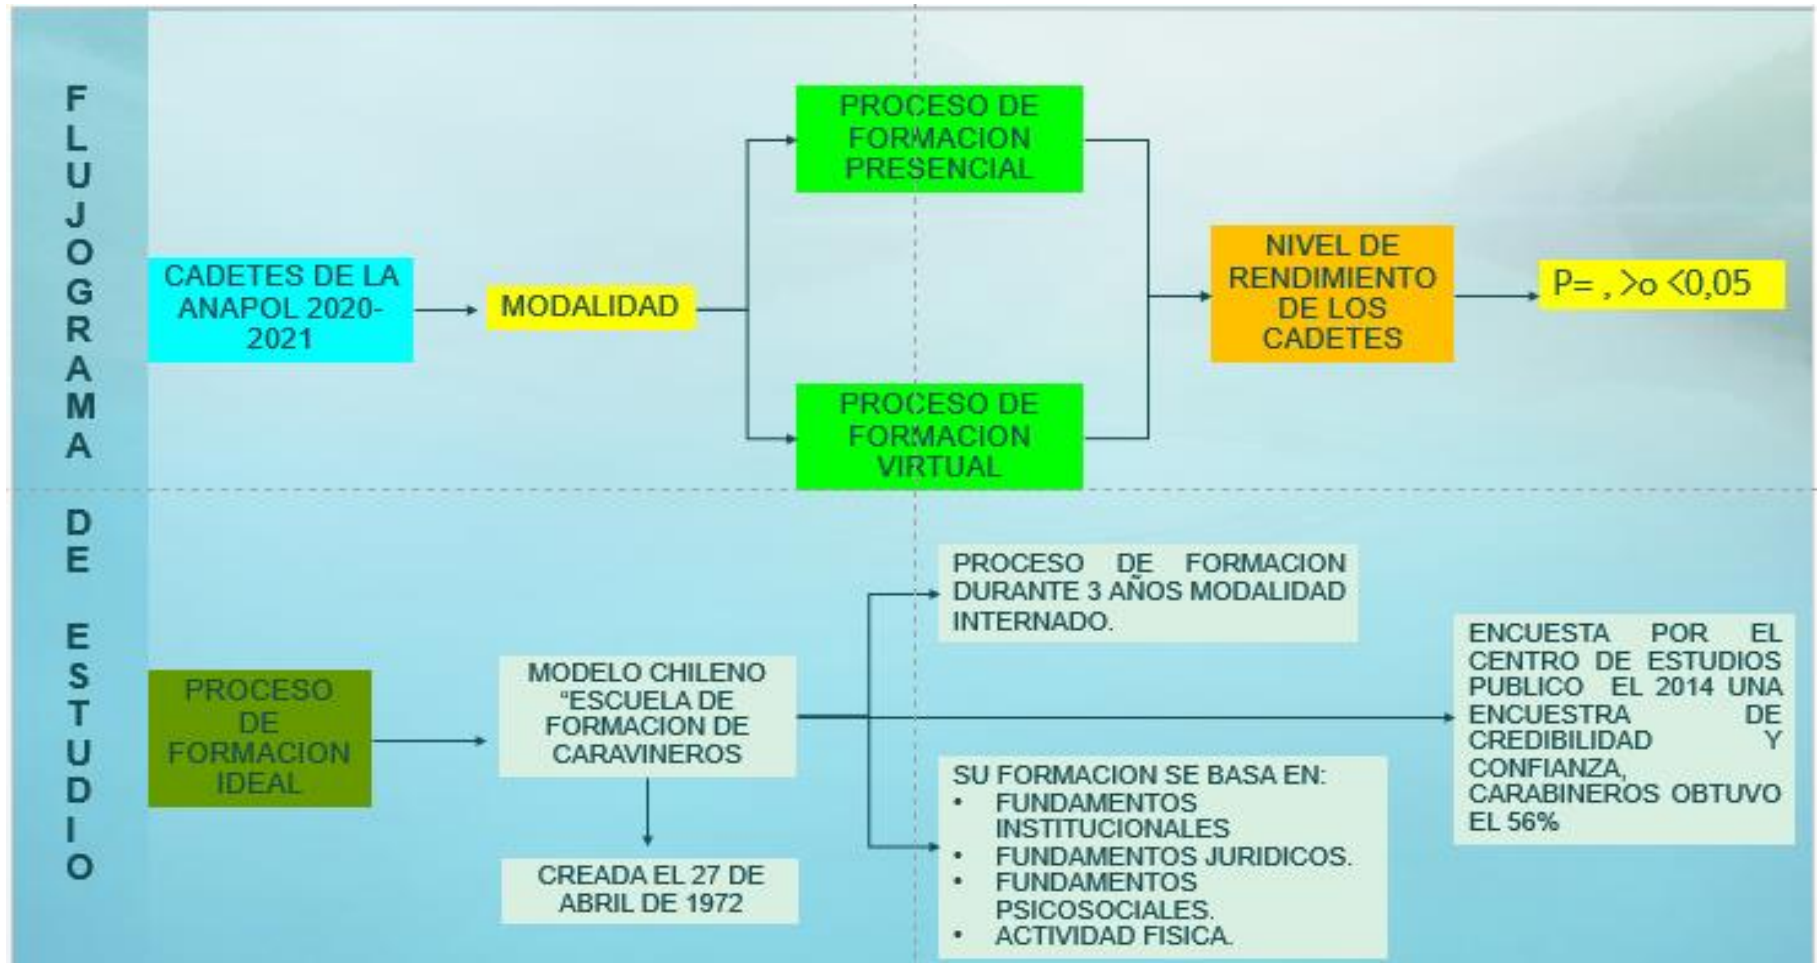 FLUJOGRAMA DE ESTUDIO
CADETES DE LA
ANAPOL 2020-
2021
MODALIDAD
PROCESO DE
FORMACION
PRESENCIAL
PROCESO DE
FORMACION
VIRTUAL
NIVEL DE
RENDIMIENTO
DE LOS
CADETES
P= , >o <0,05
PROCESO
DE
FORMACION
IDEAL
MODELO CHILENO
“ESCUELA DE
FORMACION DE
CARAVINEROS
CREADA EL 27 DE
ABRIL DE 1972
PROCESO DE FORMACION
DURANTE 3 AÑOS MODALIDAD
INTERNADO.
SU FORMACION SE BASA EN:
• FUNDAMENTOS
INSTITUCIONALES
• FUNDAMENTOS JURIDICOS.
• FUNDAMENTOS
PSICOSOCIALES.
• ACTIVIDAD FISICA.
ENCUESTA POR EL
CENTRO DE ESTUDIOS
PUBLICO EL 2014 UNA
ENCUESTRA DE
CREDIBILIDAD Y
CONFIANZA,
CARABINEROS OBTUVO
EL 56%